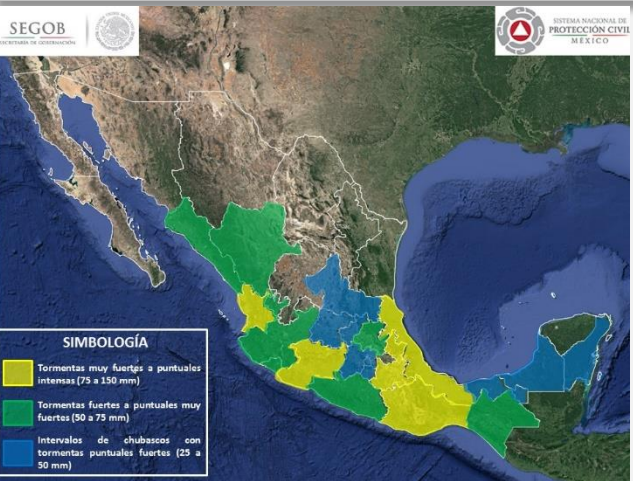 SEGOB
SECRETARÍA DE GOBERNACIÓN
SISTEMA NACIONAL DE
PROTECCIÓN CIVIL
MÉXICO
SIMBOLOGÍA
Tormentas muy fuertes a puntuales
intensas (75 a 150 mm)
Tormentas fuertes a puntuales muy
fuertes (50 a 75 mm)
Intervalos de chubascos con
tormentas puntuales fuertes (25 a
50 mm)